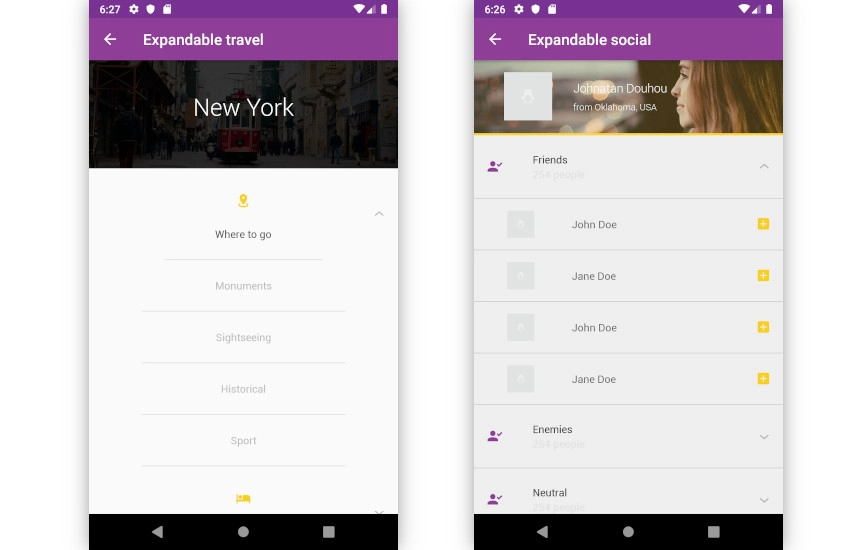 6:27
Expandable travel
New York
Where to go
Monuments
Sightseeing
Historical
Sport
6:26
Expandable social
Johnatan Douhou
from Oklahoma, USA
Friends
254 people
John Doe
Jane Doe
John Doe
Jane Doe
Enemies
254 people
Neutral
254 people